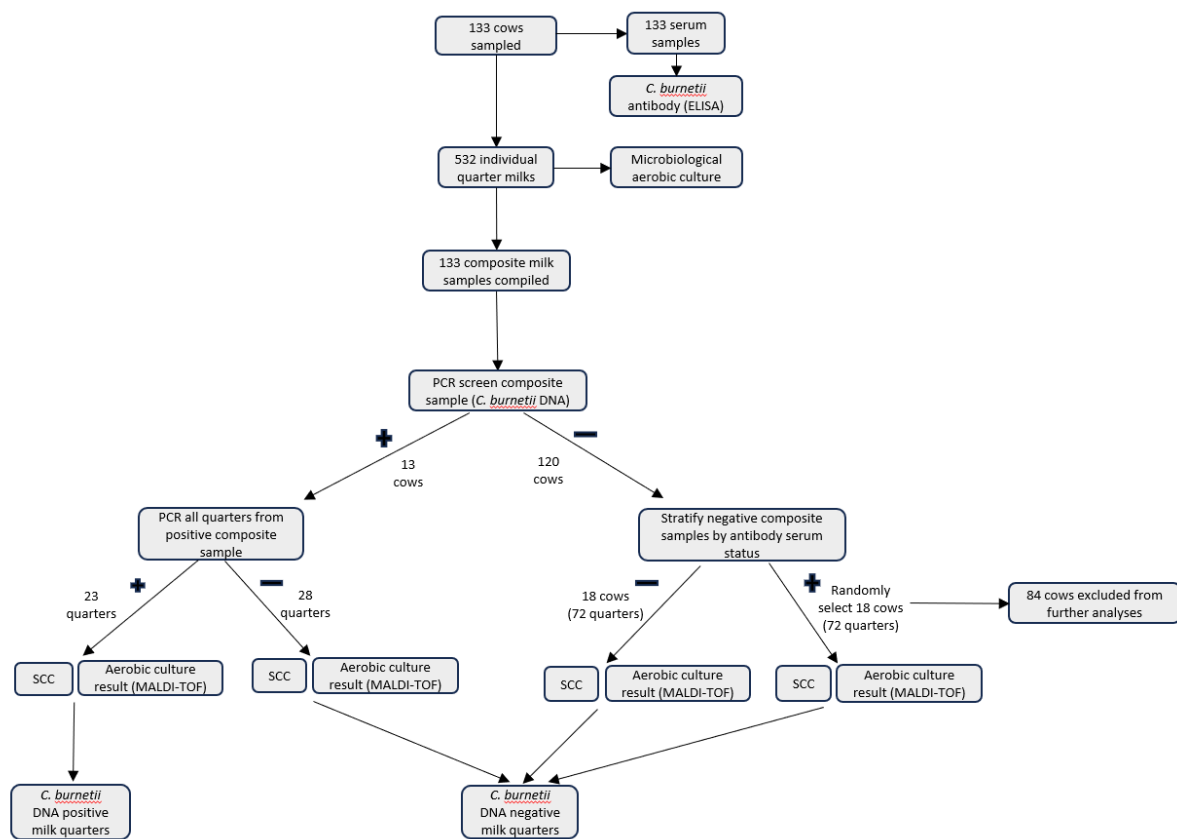 133 cows
sampled
133 serum
samples
C. burnetii
antibody (ELISA)
532 individual
quarter milks
Microbiological
aerobic culture
133 composite milk
samples compiled
PCR screen composite
sample (C. burnetii DNA)
+
−
13
cows
120
cows
PCR all quarters from
positive composite
sample
Stratify negative composite
samples by antibody serum
status
+
−
−
+
23
quarters
28
quarters
18 cows
(72 quarters)
Randomly
select 18 cows
(72 quarters)
84 cows excluded from
further analyses
SCC
Aerobic culture
result (MALDI-TOF)
SCC
Aerobic culture
result (MALDI-TOF)
SCC
Aerobic culture
result (MALDI-TOF)
SCC
Aerobic culture
result (MALDI-TOF)
C. burnetii
DNA positive
milk quarters
C. burnetii
DNA negative
milk quarters